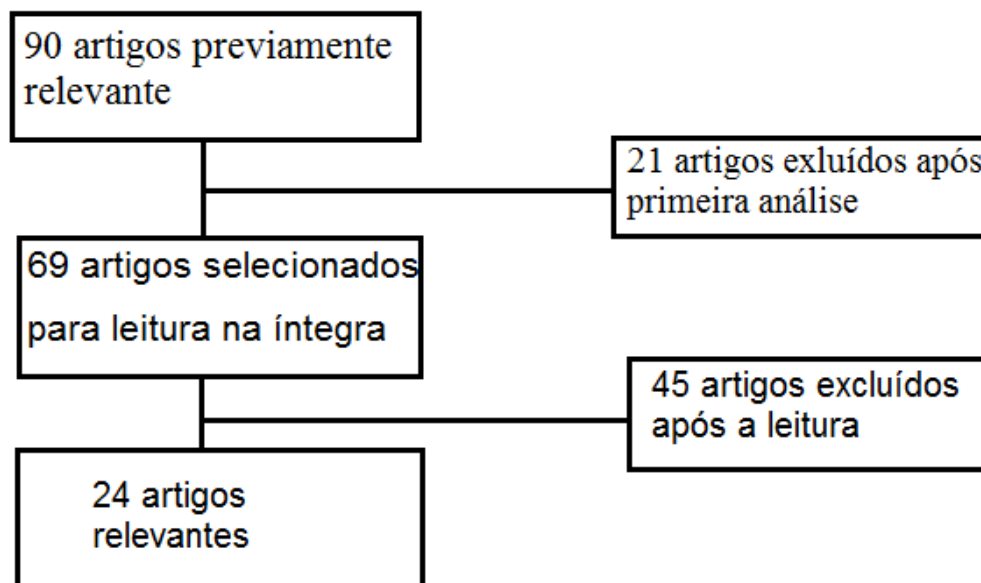 90 artigos previamente
relevante
21 artigos exluídos após
primeira análise
69 artigos selecionados
para leitura na íntegra
45 artigos excluídos
após a leitura
24 artigos
relevantes